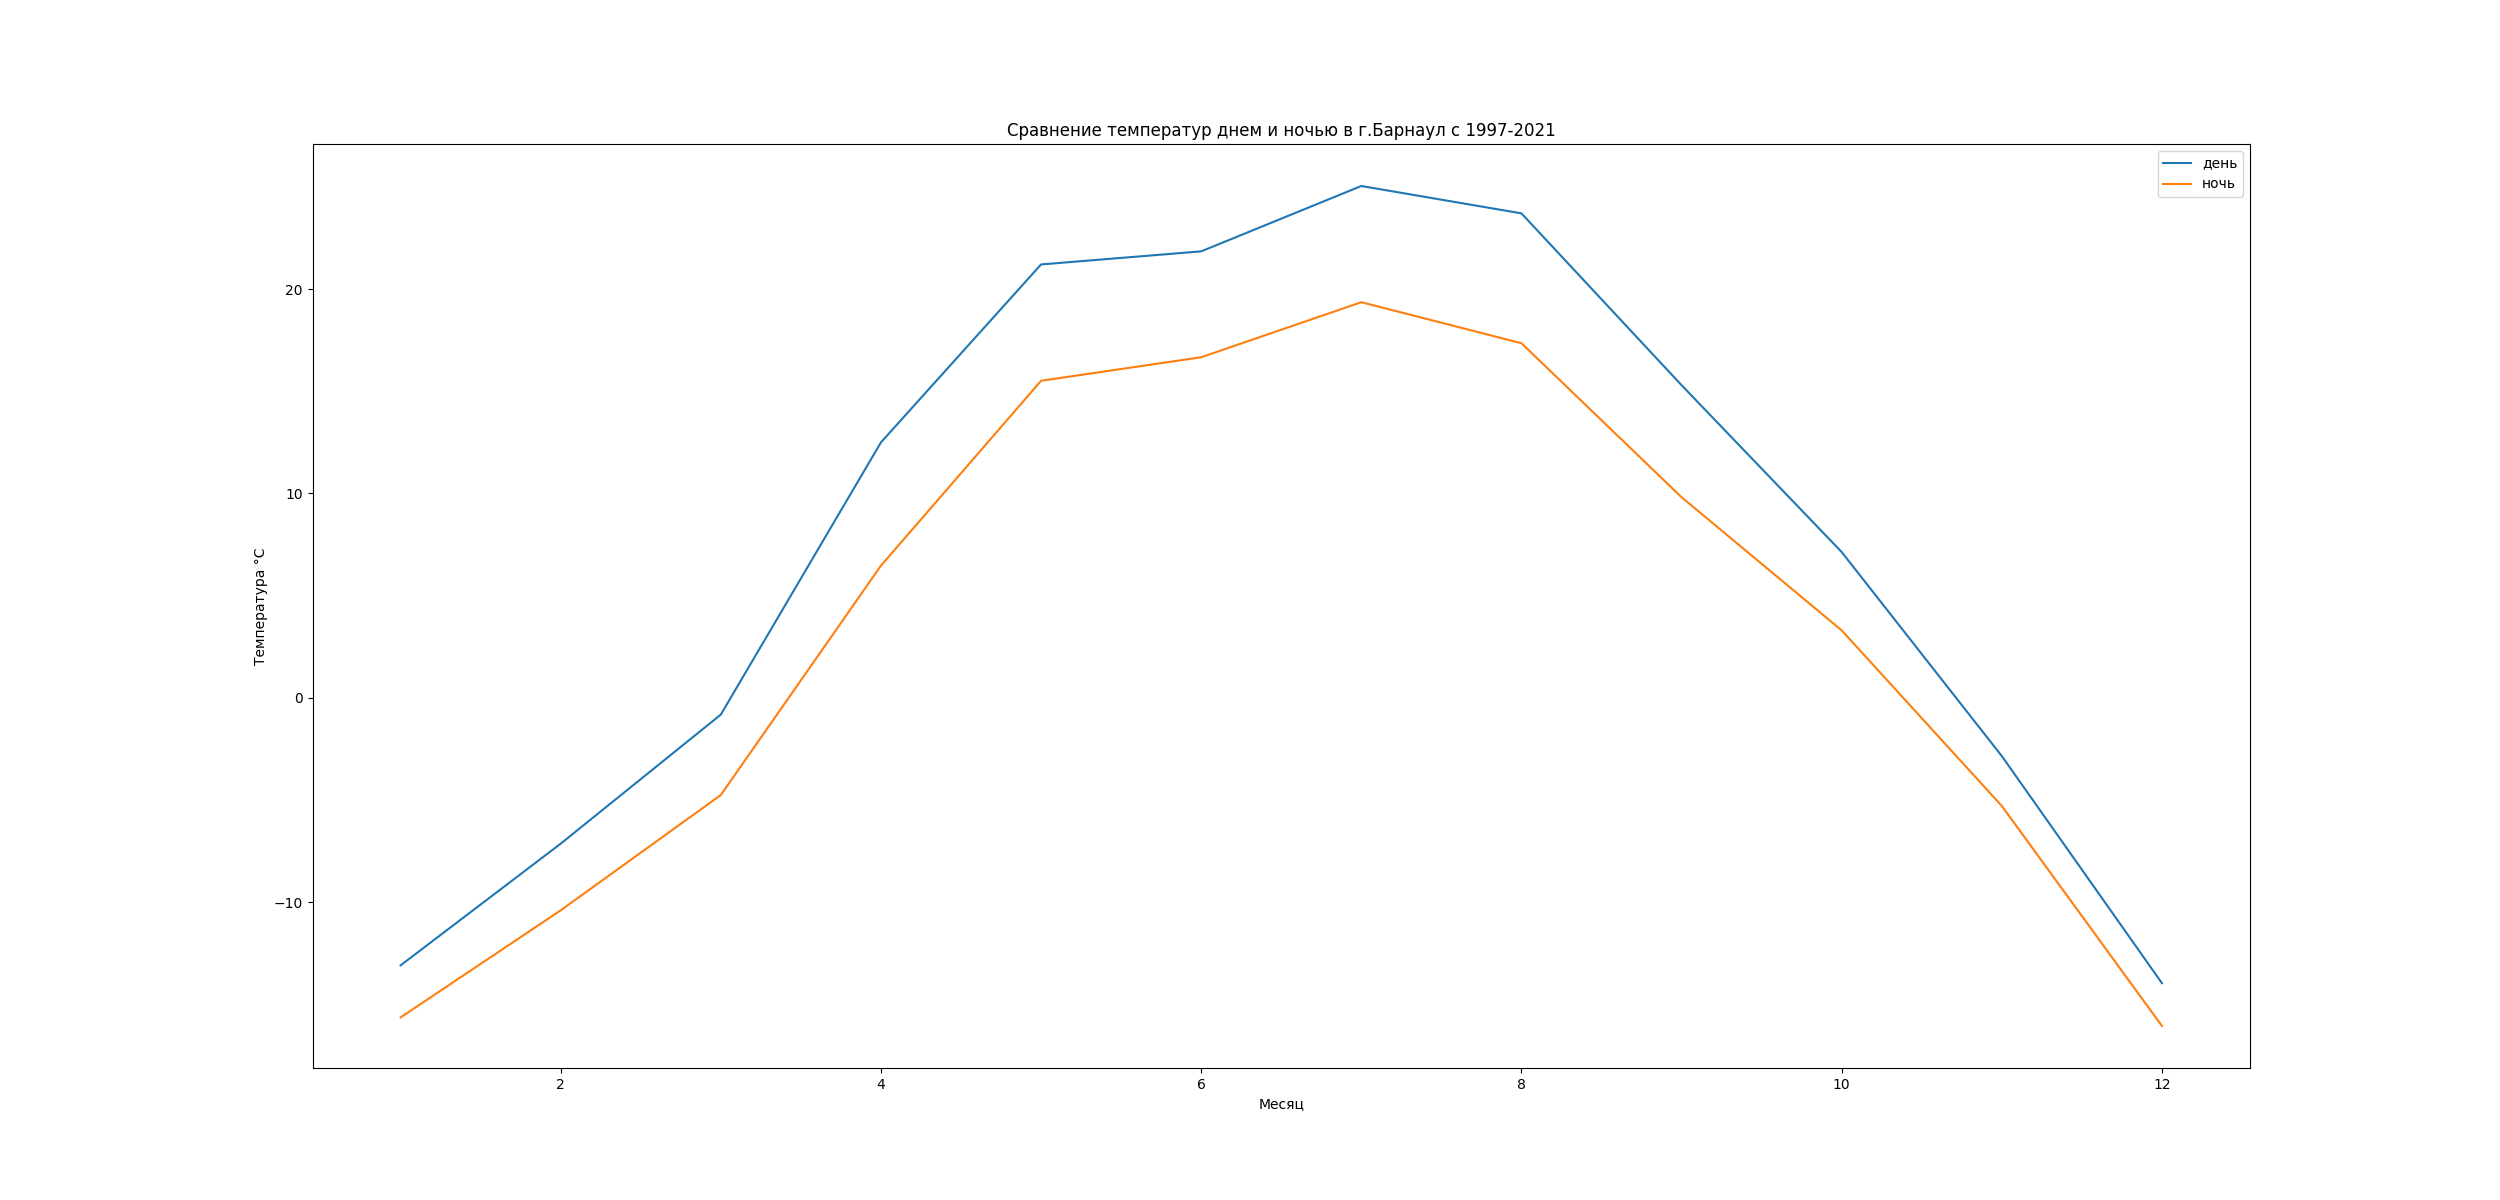 Сравнение температур днем и ночью в г.Барнаул с 1997-2021
день
ночь
20
10
0
−10
Температура °C
2
4
6
8
10
12
Месяц